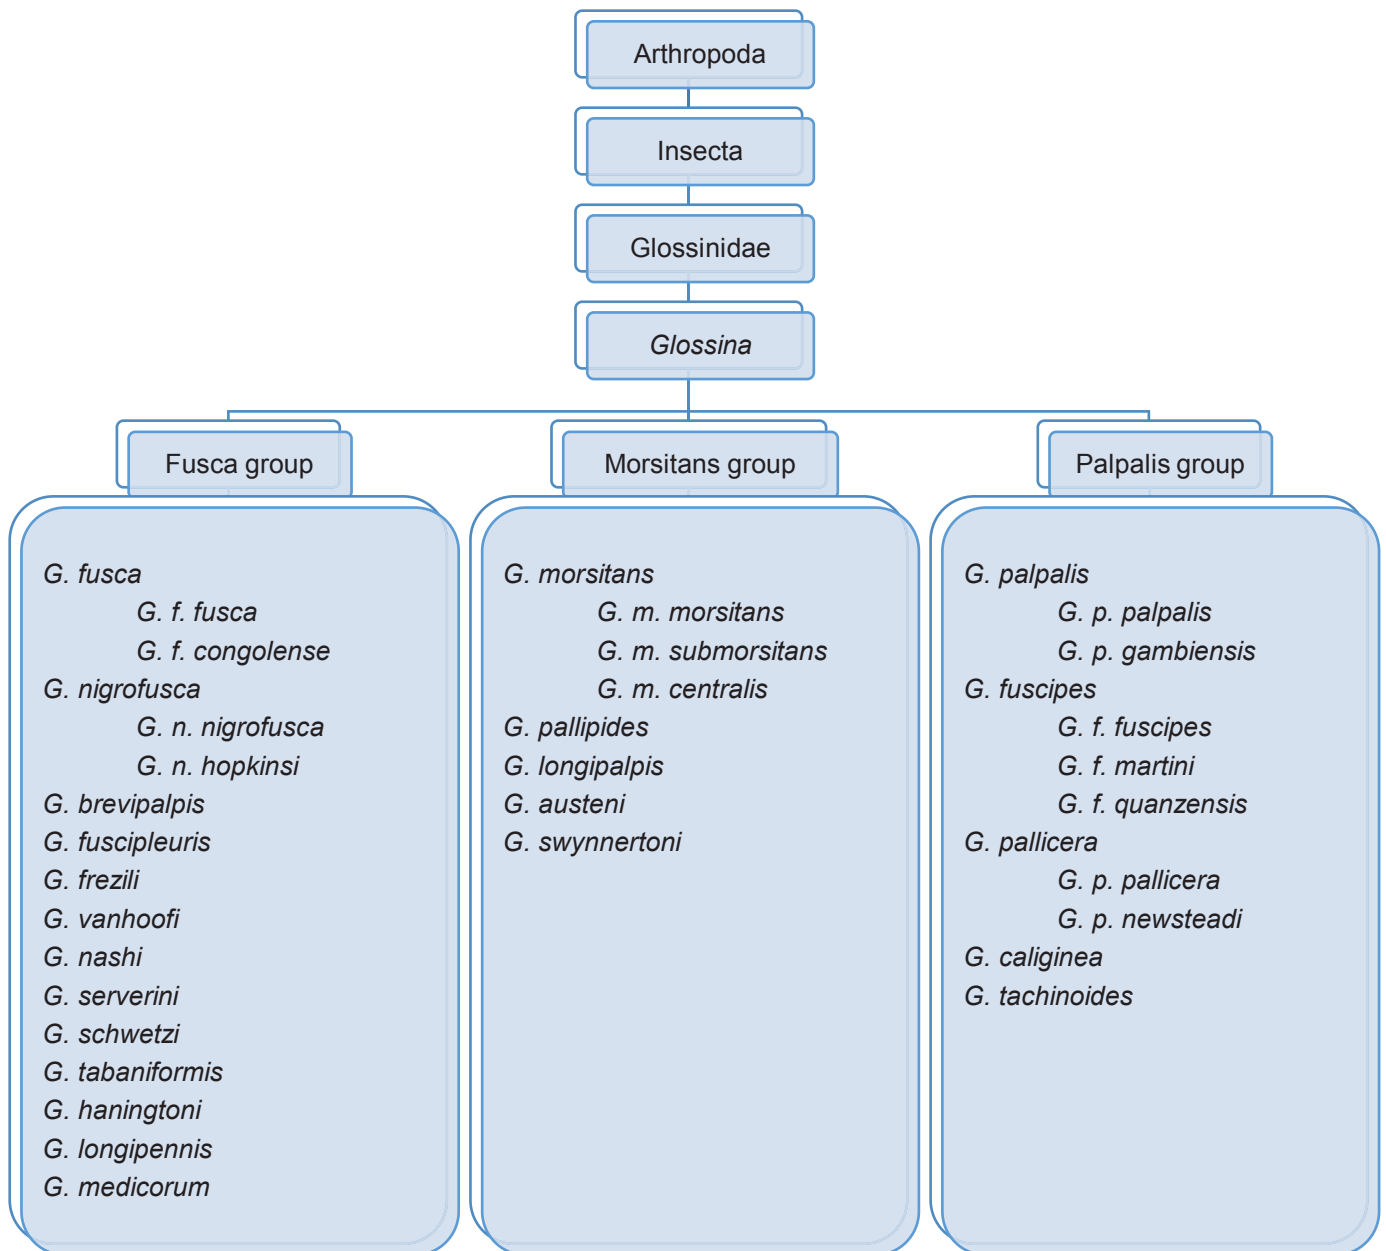 Arthropoda
Insecta
Glossinidae
Glossina
Fusca group
G. fusca
G. f. fusca
G. f. congolense
G. nigrofusca
G. n. nigrofusca
G. n. hopkinsi
G. brevipalpis
G. fuscipleuris
G. frezili
G. vanhoofi
G. nashi
G. serverini
G. schwetzi
G. tabaniformis
G. haningtoni
G. longipennis
G. medicorum
Morsitans group
G. morsitans
G. m. morsitans
G. m. submorsitans
G. m. centralis
G. pallipides
G. longipalpis
G. austeni
G. swynnertoni
Palpalis group
G. palpalis
G. p. palpalis
G. p. gambiensis
G. fuscipes
G. f. fuscipes
G. f. martini
G. f. quanzensis
G. pallicera
G. p. pallicera
G. p. newsteadi
G. caliginea
G. tachinoides